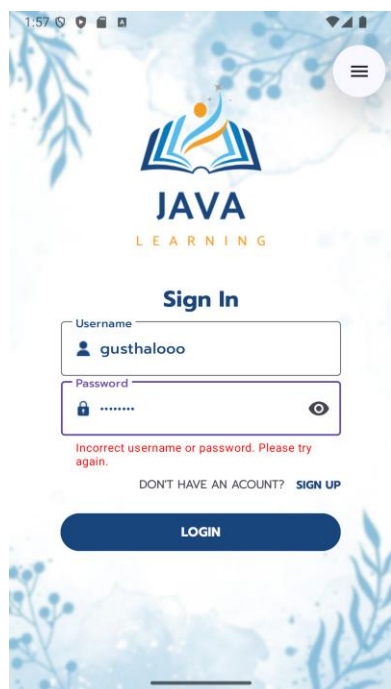 1:57
JAVA
LEARNING
Sign In
Username
gusthalooo
Password
••••••••
Incorrect username or password. Please try
again.
DON'T HAVE AN ACOUNT? SIGN UP
LOGIN